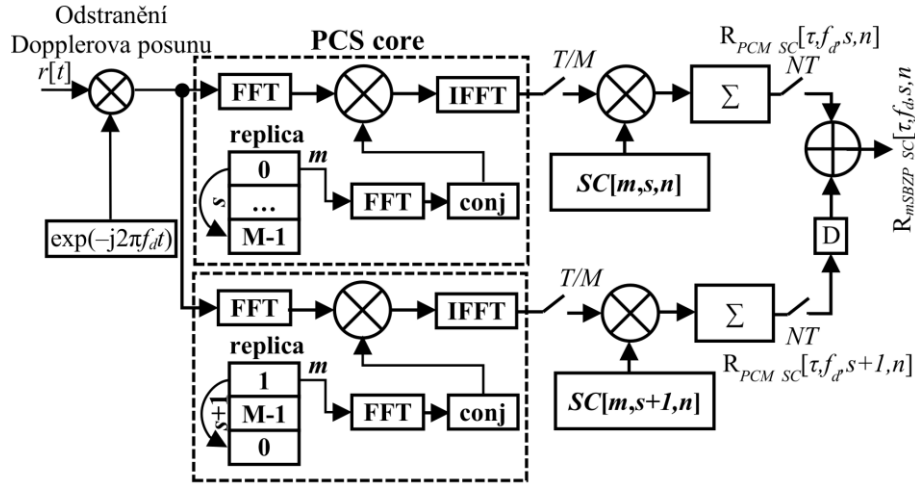 Odstranění
Dopplerova posunu
r[t]
exp(–j2πf_dt)
PCS core
FFT
IFFT
replica
0
...
M-1
s
m
FFT
conj
T/M
SC[m,s,n]
Σ
R_PCM SC[τ,f_d,s,n]
NT
R_mSBZP SC[τ,f_d,s,n
D
FFT
IFFT
replica
1
M-1
0
s+1
m
FFT
conj
T/M
SC[m,s+1,n]
Σ
NT
R_PCM SC[τ,f_d,s+1,n]